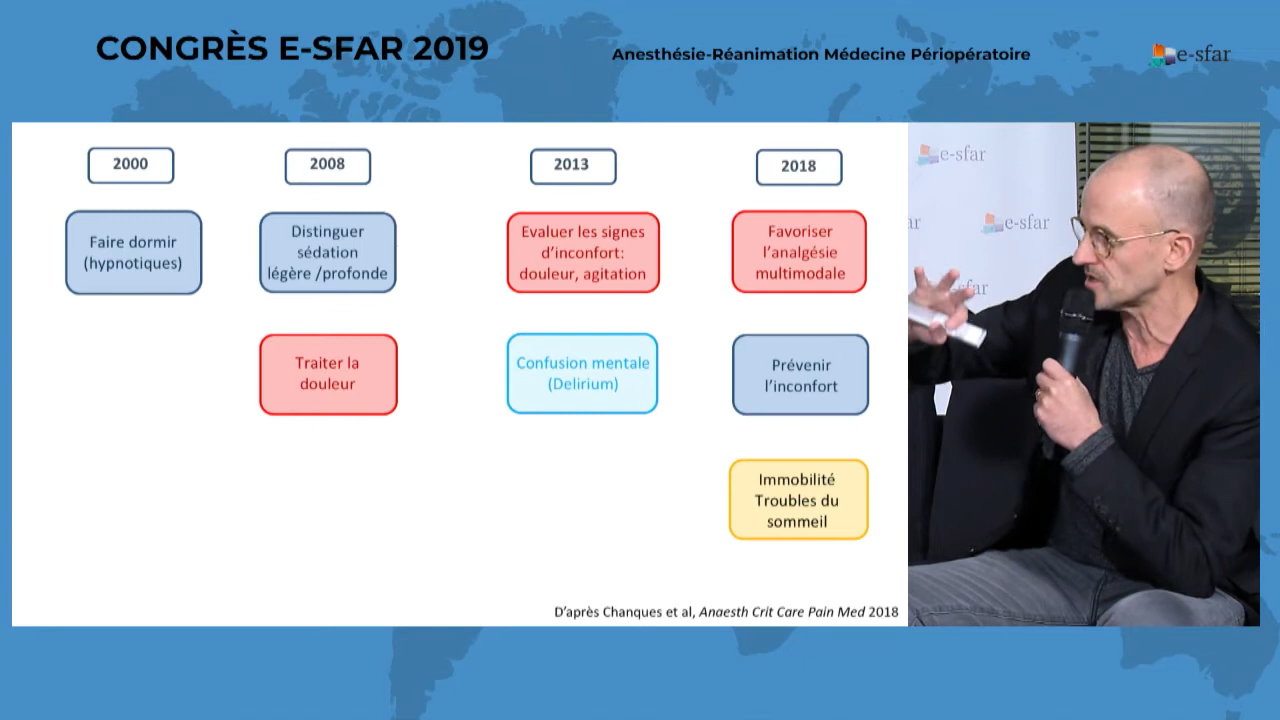 CONGRÈS E-SFAR 2019
Anesthésie-Réanimation Médecine Périopératoire
e-sfar
2000
2008
2013
2018
Faire dormir
(hypnotiques)
Distinguer
sédation
légère /profonde
Evaluer les signes
d'inconfort:
douleur, agitation
Favoriser
l'analgésie
multimodale
Traiter la
douleur
Confusion mentale
(Delirium)
Prévenir
l'inconfort
Immobilité
Troubles du
sommeil
D'après Chanques et al, Anaesth Crit Care Pain Med 2018
e-sfar
ar
e-sfar
sfar